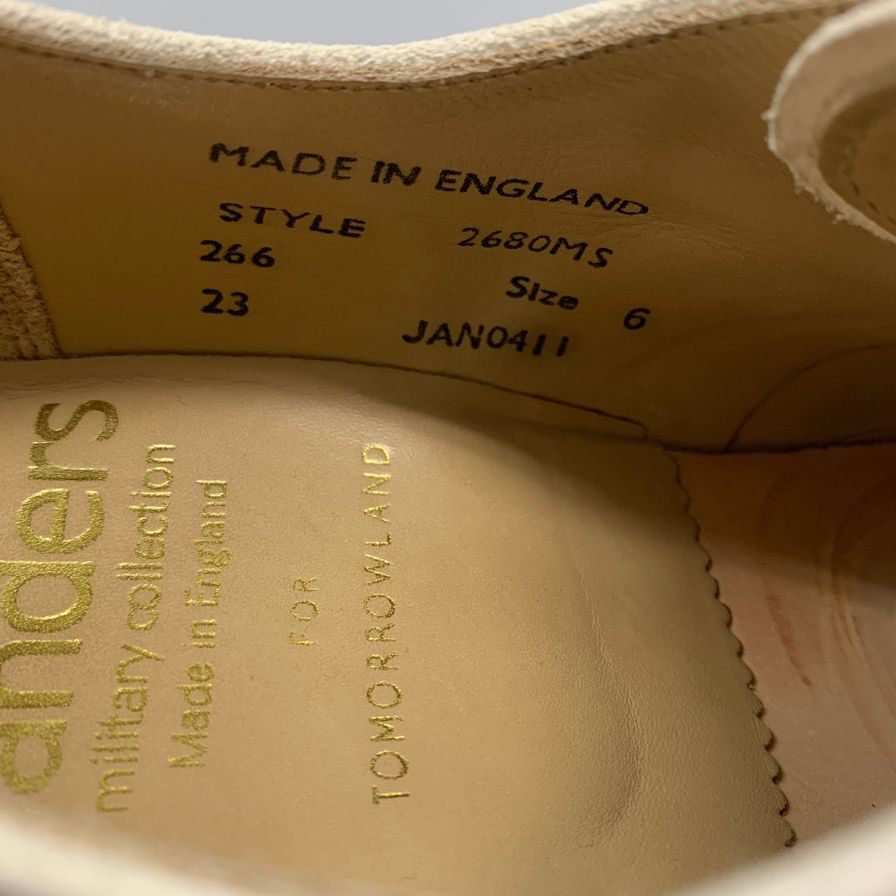 MADE IN ENGLAND
STYLE 2680MS
266 Size 6
23 JAN0411
anders
military collection
Made in England
FOR
TOMORROWLAND